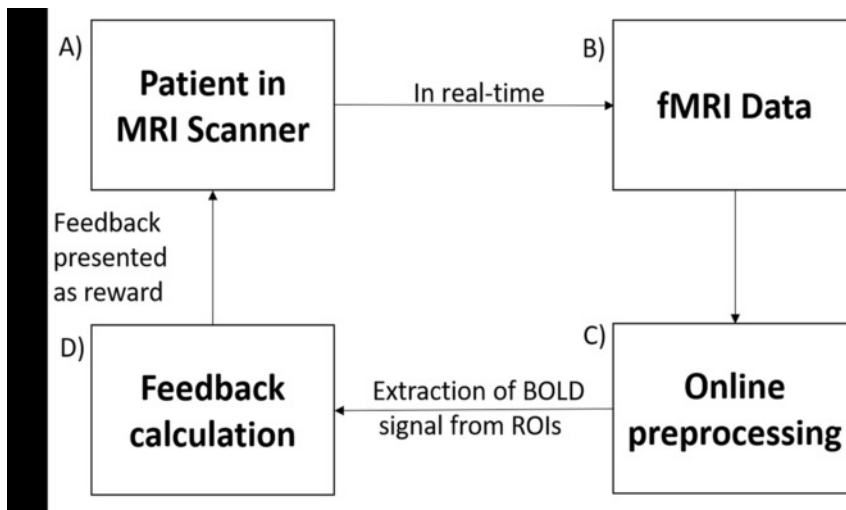 A)
Patient in
MRI Scanner
In real-time
B)
fMRI Data
Feedback
presented
as reward
D)
Feedback
calculation
Extraction of BOLD
signal from ROIs
C)
Online
preprocessing